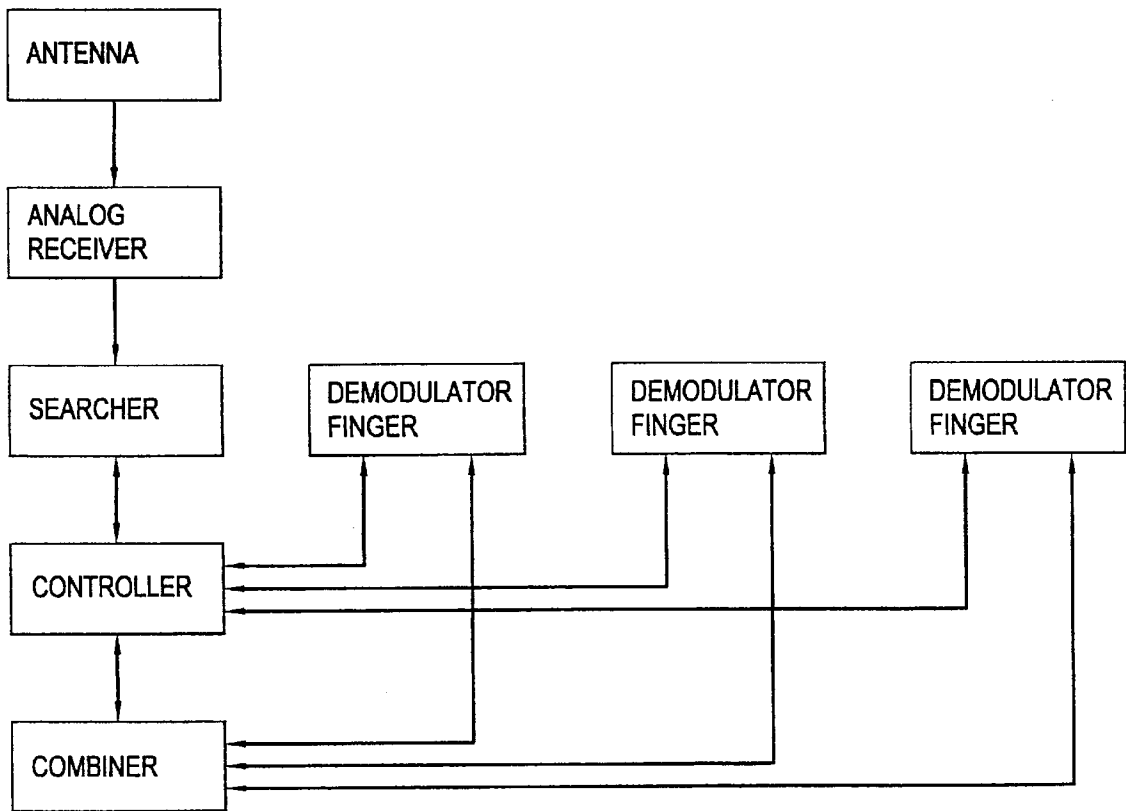 ANTENNA
ANALOG
RECEIVER
SEARCHER
DEMODULATOR
FINGER
DEMODULATOR
FINGER
DEMODULATOR
FINGER
CONTROLLER
COMBINER